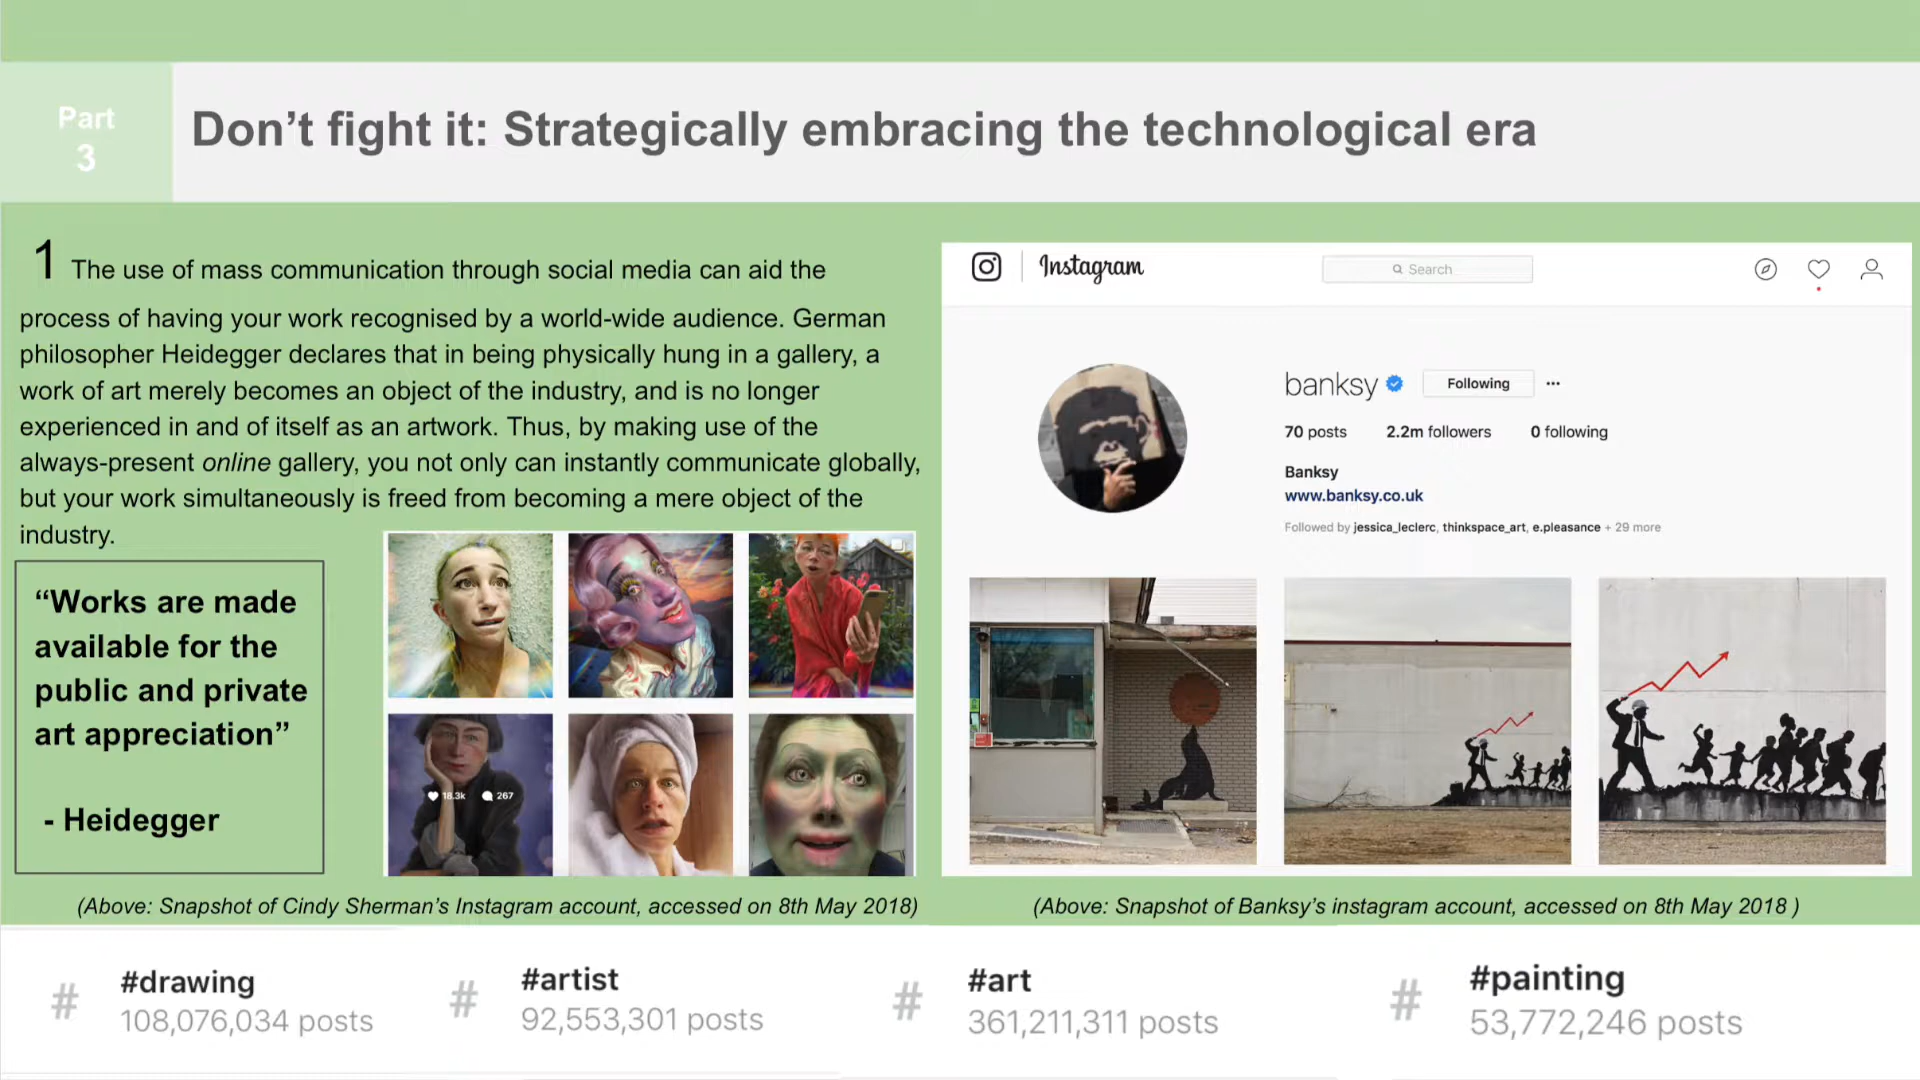 Part
3
Don’t fight it: Strategically embracing the technological era
1 The use of mass communication through social media can aid the
process of having your work recognised by a world-wide audience. German
philosopher Heidegger declares that in being physically hung in a gallery, a
work of art merely becomes an object of the industry, and is no longer
experienced in and of itself as an artwork. Thus, by making use of the
always-present online gallery, you not only can instantly communicate globally,
but your work simultaneously is freed from becoming a mere object of the
industry.
“Works are made
available for the
public and private
art appreciation”
- Heidegger
18.3k 267
(Above: Snapshot of Cindy Sherman’s Instagram account, accessed on 8th May 2018)
Instagram
Search
banksy
Following
70 posts 2.2m followers 0 following
Banksy
www.banksy.co.uk
Followed by jessica_leclerc, thinkspace_art, e.pleasance + 29 more
(Above: Snapshot of Banksy’s instagram account, accessed on 8th May 2018 )
# #drawing
108,076,034 posts
# #artist
92,553,301 posts
# #art
361,211,311 posts
# #painting
53,772,246 posts